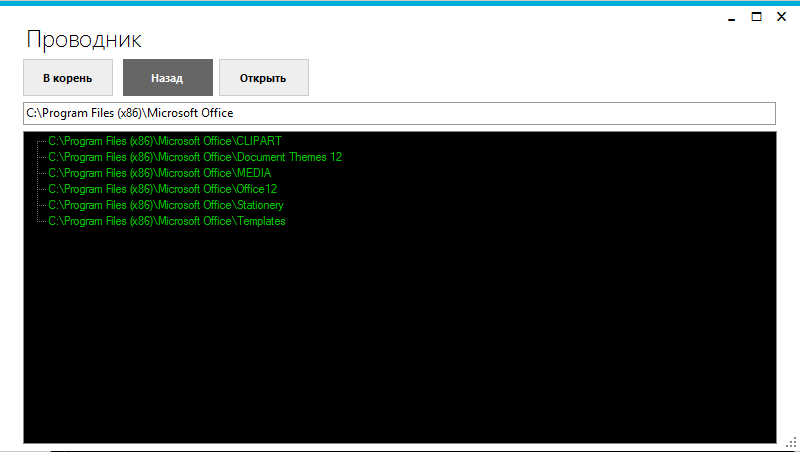 Проводник
В корень Назад Открыть
C:\Program Files (x86)\Microsoft Office
C:\Program Files (x86)\Microsoft Office\CLIPART
C:\Program Files (x86)\Microsoft Office\Document Themes 12
C:\Program Files (x86)\Microsoft Office\MEDIA
C:\Program Files (x86)\Microsoft Office\Office12
C:\Program Files (x86)\Microsoft Office\Stationery
C:\Program Files (x86)\Microsoft Office\Templates